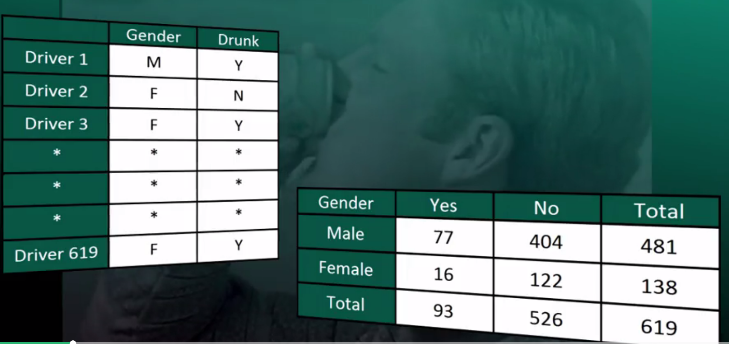 Gender Drunk
Driver 1 M Y
Driver 2 F N
Driver 3 F Y
* * *
* * *
* * *
Driver 619 F Y
Gender Yes No Total
Male 77 404 481
Female 16 122 138
Total 93 526 619